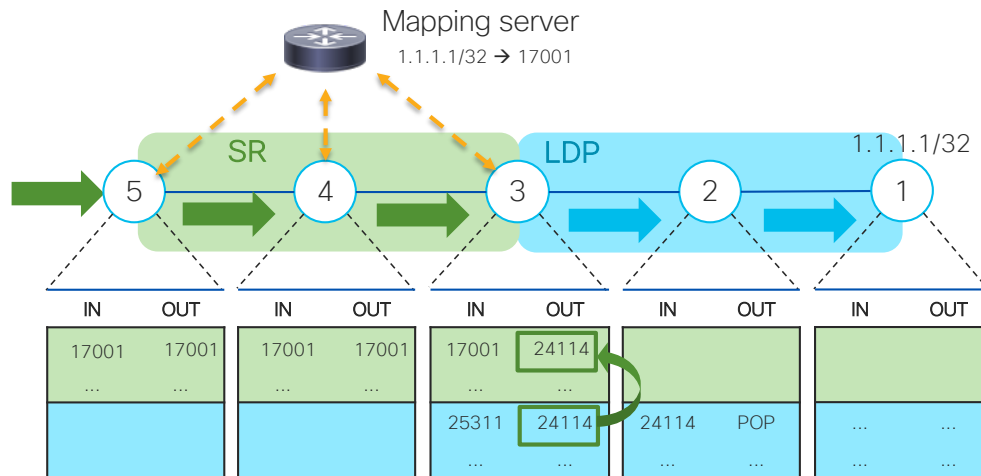 Mapping server
1.1.1.1/32 → 17001
SR
LDP
1.1.1.1/32
5
4
3
2
1
IN OUT IN OUT IN OUT IN OUT IN OUT
17001 17001 17001 17001 17001 24114
... ... ... ... ... ...
25311 24114 24114 POP ... ...
... ... ... ... ... ...